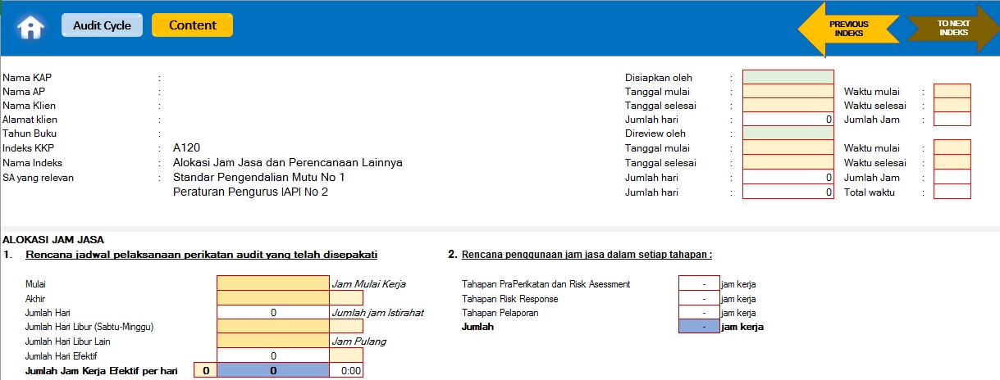 Audit Cycle
Content
PREVIOUS
INDEKS
TO NEXT
INDEKS
Nama KAP :
Nama AP :
Nama Klien :
Alamat klien :
Tahun Buku :
Indeks KKP : A120
Nama Indeks : Alokasi Jam Jasa dan Perencanaan Lainnya
SA yang relevan : Standar Pengendalian Mutu No 1
Peraturan Pengurus IAPI No 2
Disiapkan oleh :
Tanggal mulai : Waktu mulai :
Tanggal selesai : Waktu selesai :
Jumlah hari : 0 Jumlah Jam :
Direview oleh :
Tanggal mulai : Waktu mulai :
Tanggal selesai : Waktu selesai :
Jumlah hari : 0 Jumlah Jam :
Jumlah hari : 0 Total waktu :
ALOKASI JAM JASA
1. Rencana jadwal pelaksanaan perikatan audit yang telah disepakati
Mulai Jam Mulai Kerja
Akhir
Jumlah Hari 0 Jumlah jam Istirahat
Jumlah Hari Libur (Sabtu-Minggu)
Jumlah Hari Libur Lain Jam Pulang
Jumlah Hari Efektif 0
Jumlah Jam Kerja Efektif per hari 0 0 0:00
2. Rencana penggunaan jam jasa dalam setiap tahapan :
Tahapan PraPerikatan dan Risk Asessment - jam kerja
Tahapan Risk Response - jam kerja
Tahapan Pelaporan - jam kerja
Jumlah - jam kerja